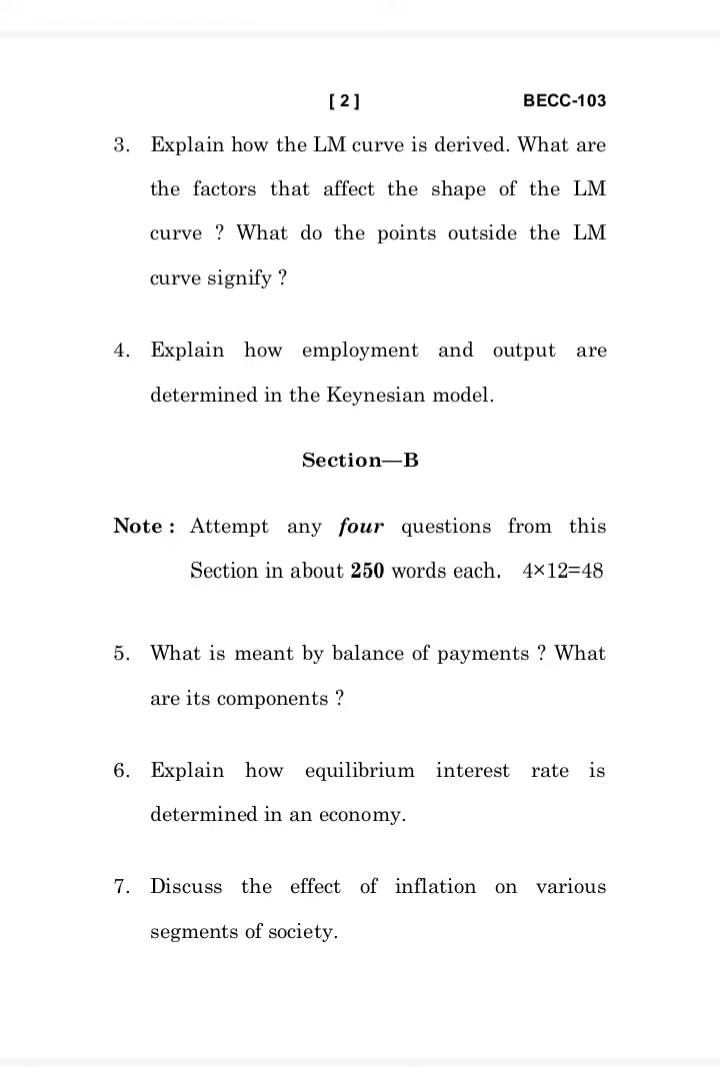 [ 2 ] BECC-103
3. Explain how the LM curve is derived. What are
the factors that affect the shape of the LM
curve ? What do the points outside the LM
curve signify ?
4. Explain how employment and output are
determined in the Keynesian model.
Section—B
Note : Attempt any four questions from this
Section in about 250 words each. 4×12=48
5. What is meant by balance of payments ? What
are its components ?
6. Explain how equilibrium interest rate is
determined in an economy.
7. Discuss the effect of inflation on various
segments of society.